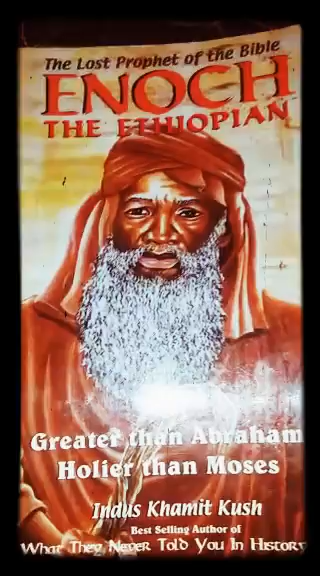 The Lost Prophet of the Bible
ENOCH
THE ETHIOPIAN
Greater than Abraham
Holier than Moses
Indus Khamit Kush
Best Selling Author of
What They Never Told You In History